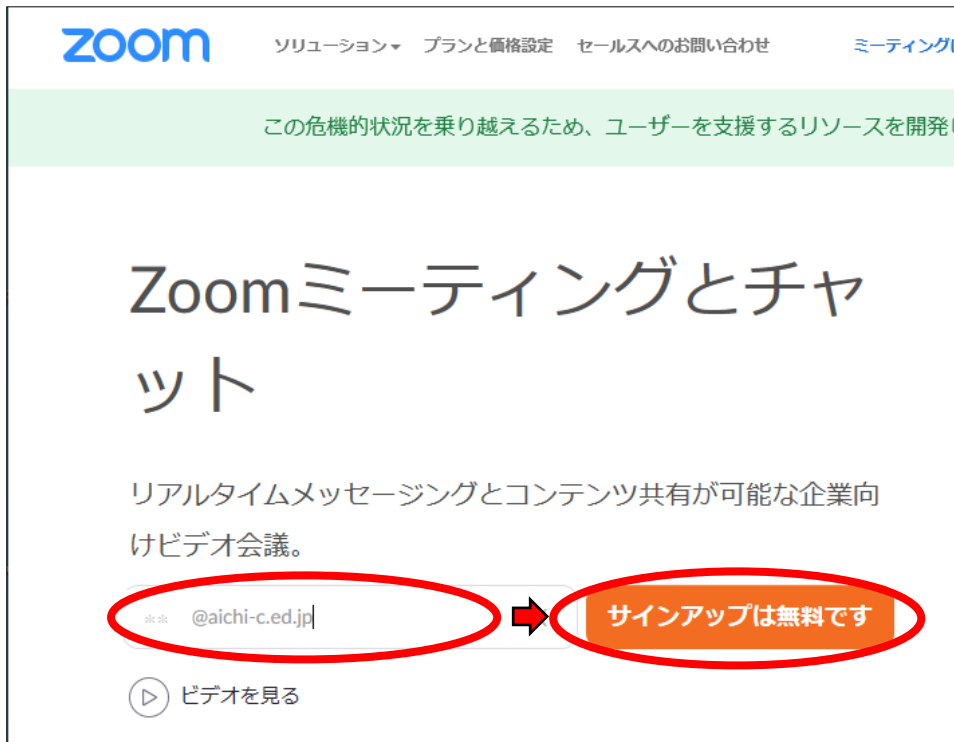 zoom
ソリューション▾ プランと価格設定 セールスへのお問い合わせ ミーティング
この危機的状況を乗り越えるため、ユーザーを支援するリソースを開発
Zoomミーティングとチャ
ット
リアルタイムメッセージングとコンテンツ共有が可能な企業向
けビデオ会議。
** @aichi-c.ed.jp サインアップは無料です
ビデオを見る